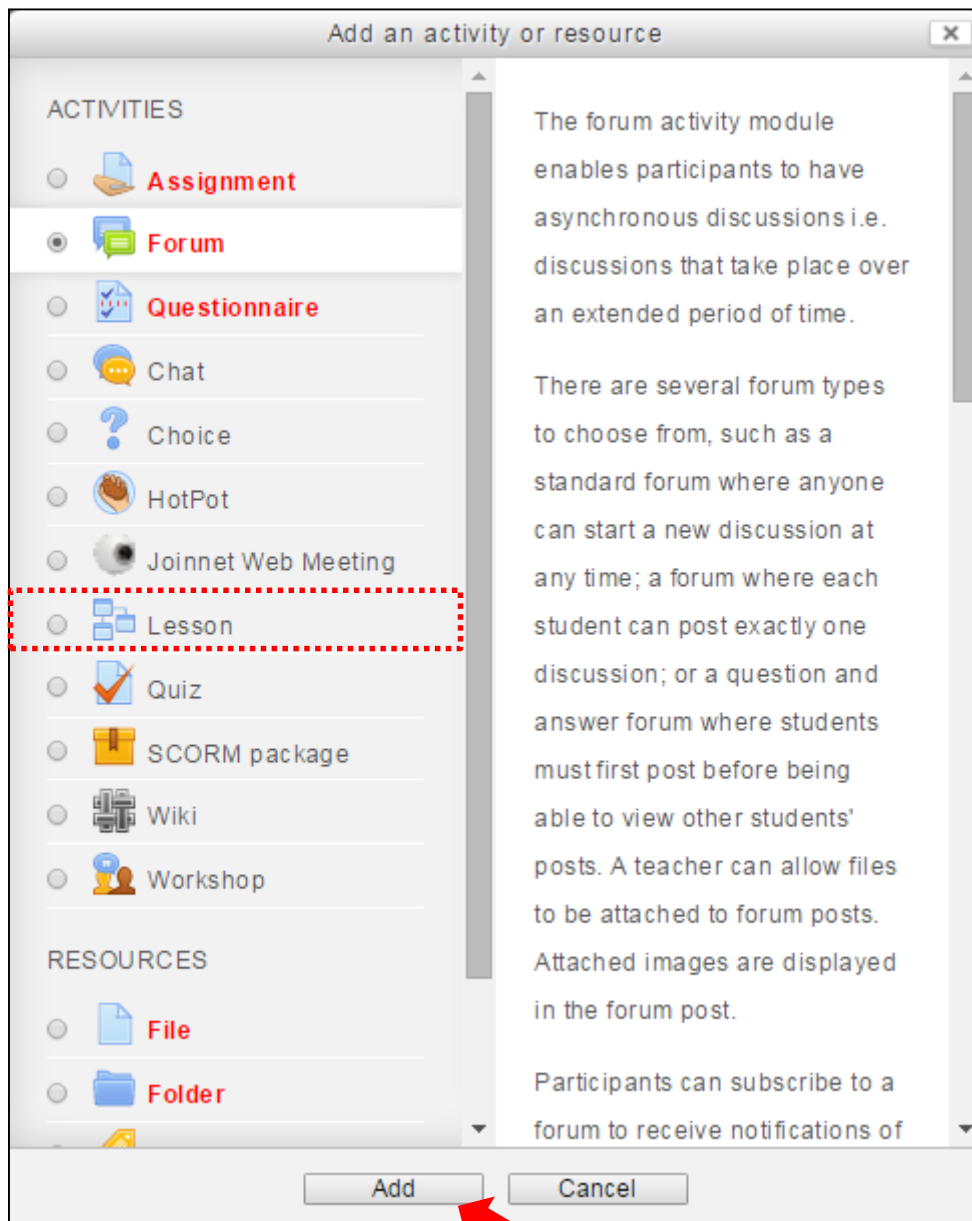 Add an activity or resource
ACTIVITIES
Assignment
Forum
Questionnaire
Chat
Choice
HotPot
Joinnet Web Meeting
Lesson
Quiz
SCORM package
Wiki
Workshop
RESOURCES
File
Folder
The forum activity module
enables participants to have
asynchronous discussions i.e.
discussions that take place over
an extended period of time.
There are several forum types
to choose from, such as a
standard forum where anyone
can start a new discussion at
any time; a forum where each
student can post exactly one
discussion; or a question and
answer forum where students
must first post before being
able to view other students'
posts. A teacher can allow files
to be attached to forum posts.
Attached images are displayed
in the forum post.
Participants can subscribe to a
forum to receive notifications of
Add
Cancel